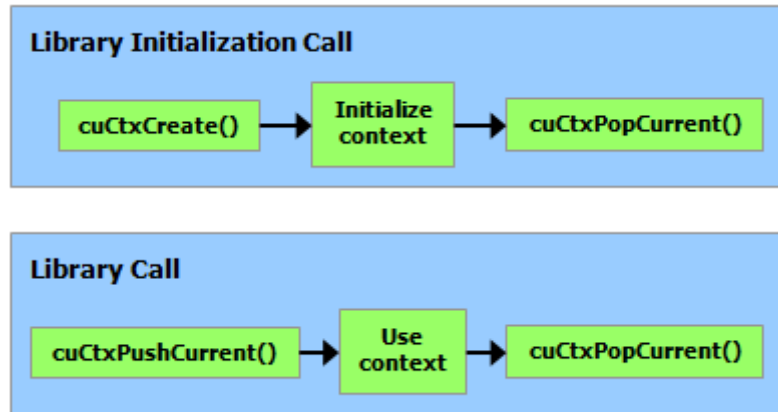 Library Initialization Call
cuCtxCreate()
Initialize
context
cuCtxPopCurrent()
Library Call
cuCtxPushCurrent()
Use
context
cuCtxPopCurrent()